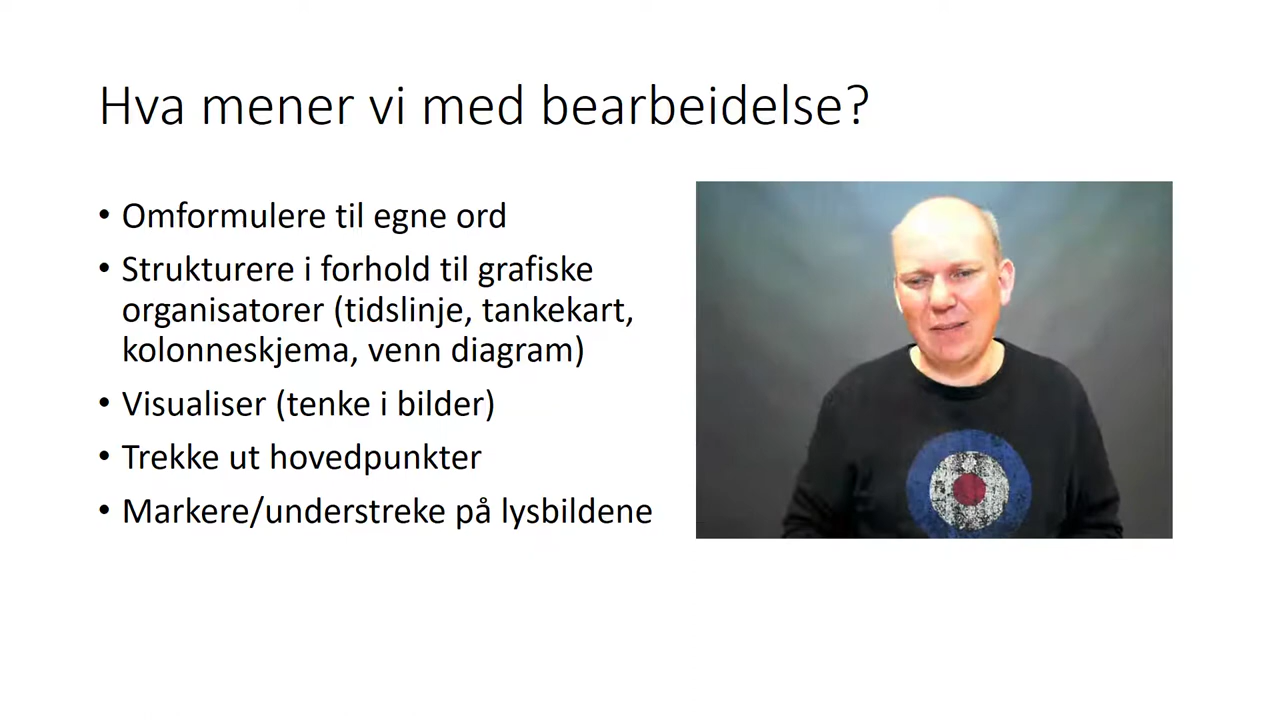 Hva mener vi med bearbeidelse?
• Omformulere til egne ord
• Strukturere i forhold til grafiske
organisatorer (tidslinje, tankekart,
kolonneskjema, venn diagram)
• Visualiser (tenke i bilder)
• Trekke ut hovedpunkter
• Markere/understreke på lysbildene